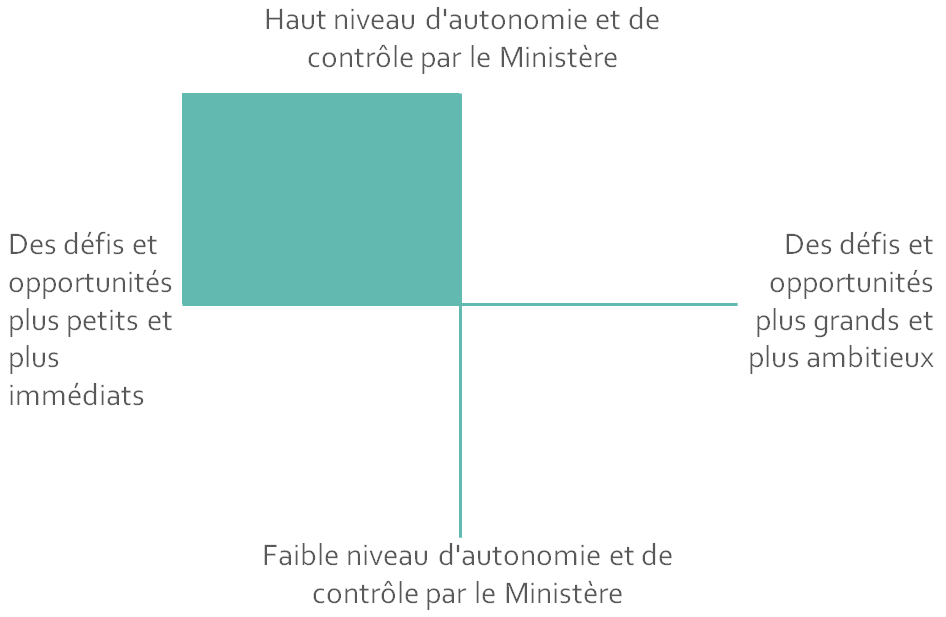 Haut niveau d'autonomie et de
contrôle par le Ministère
Des défis et
opportunités
plus petits et
plus
immédiats
Des défis et
opportunités
plus grands et
plus ambitieux
Faible niveau d'autonomie et de
contrôle par le Ministère